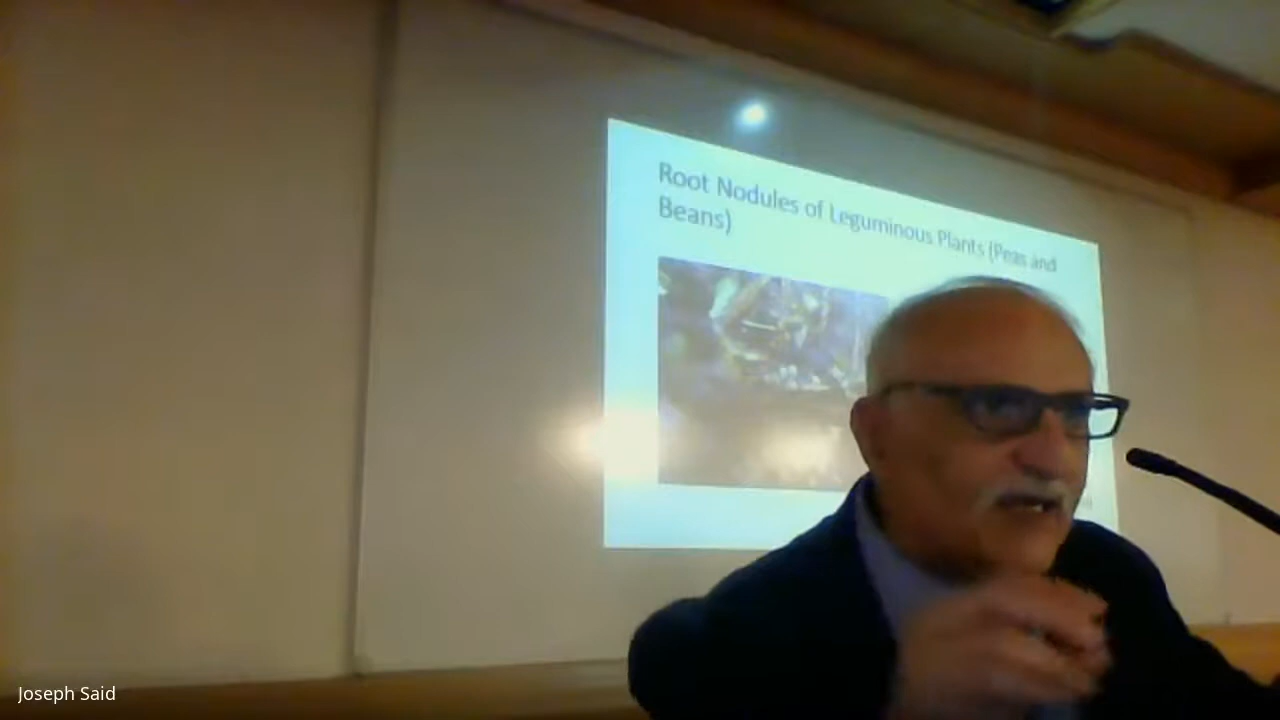 Root Nodules of Leguminous Plants (Peas and
Beans)
Joseph Said